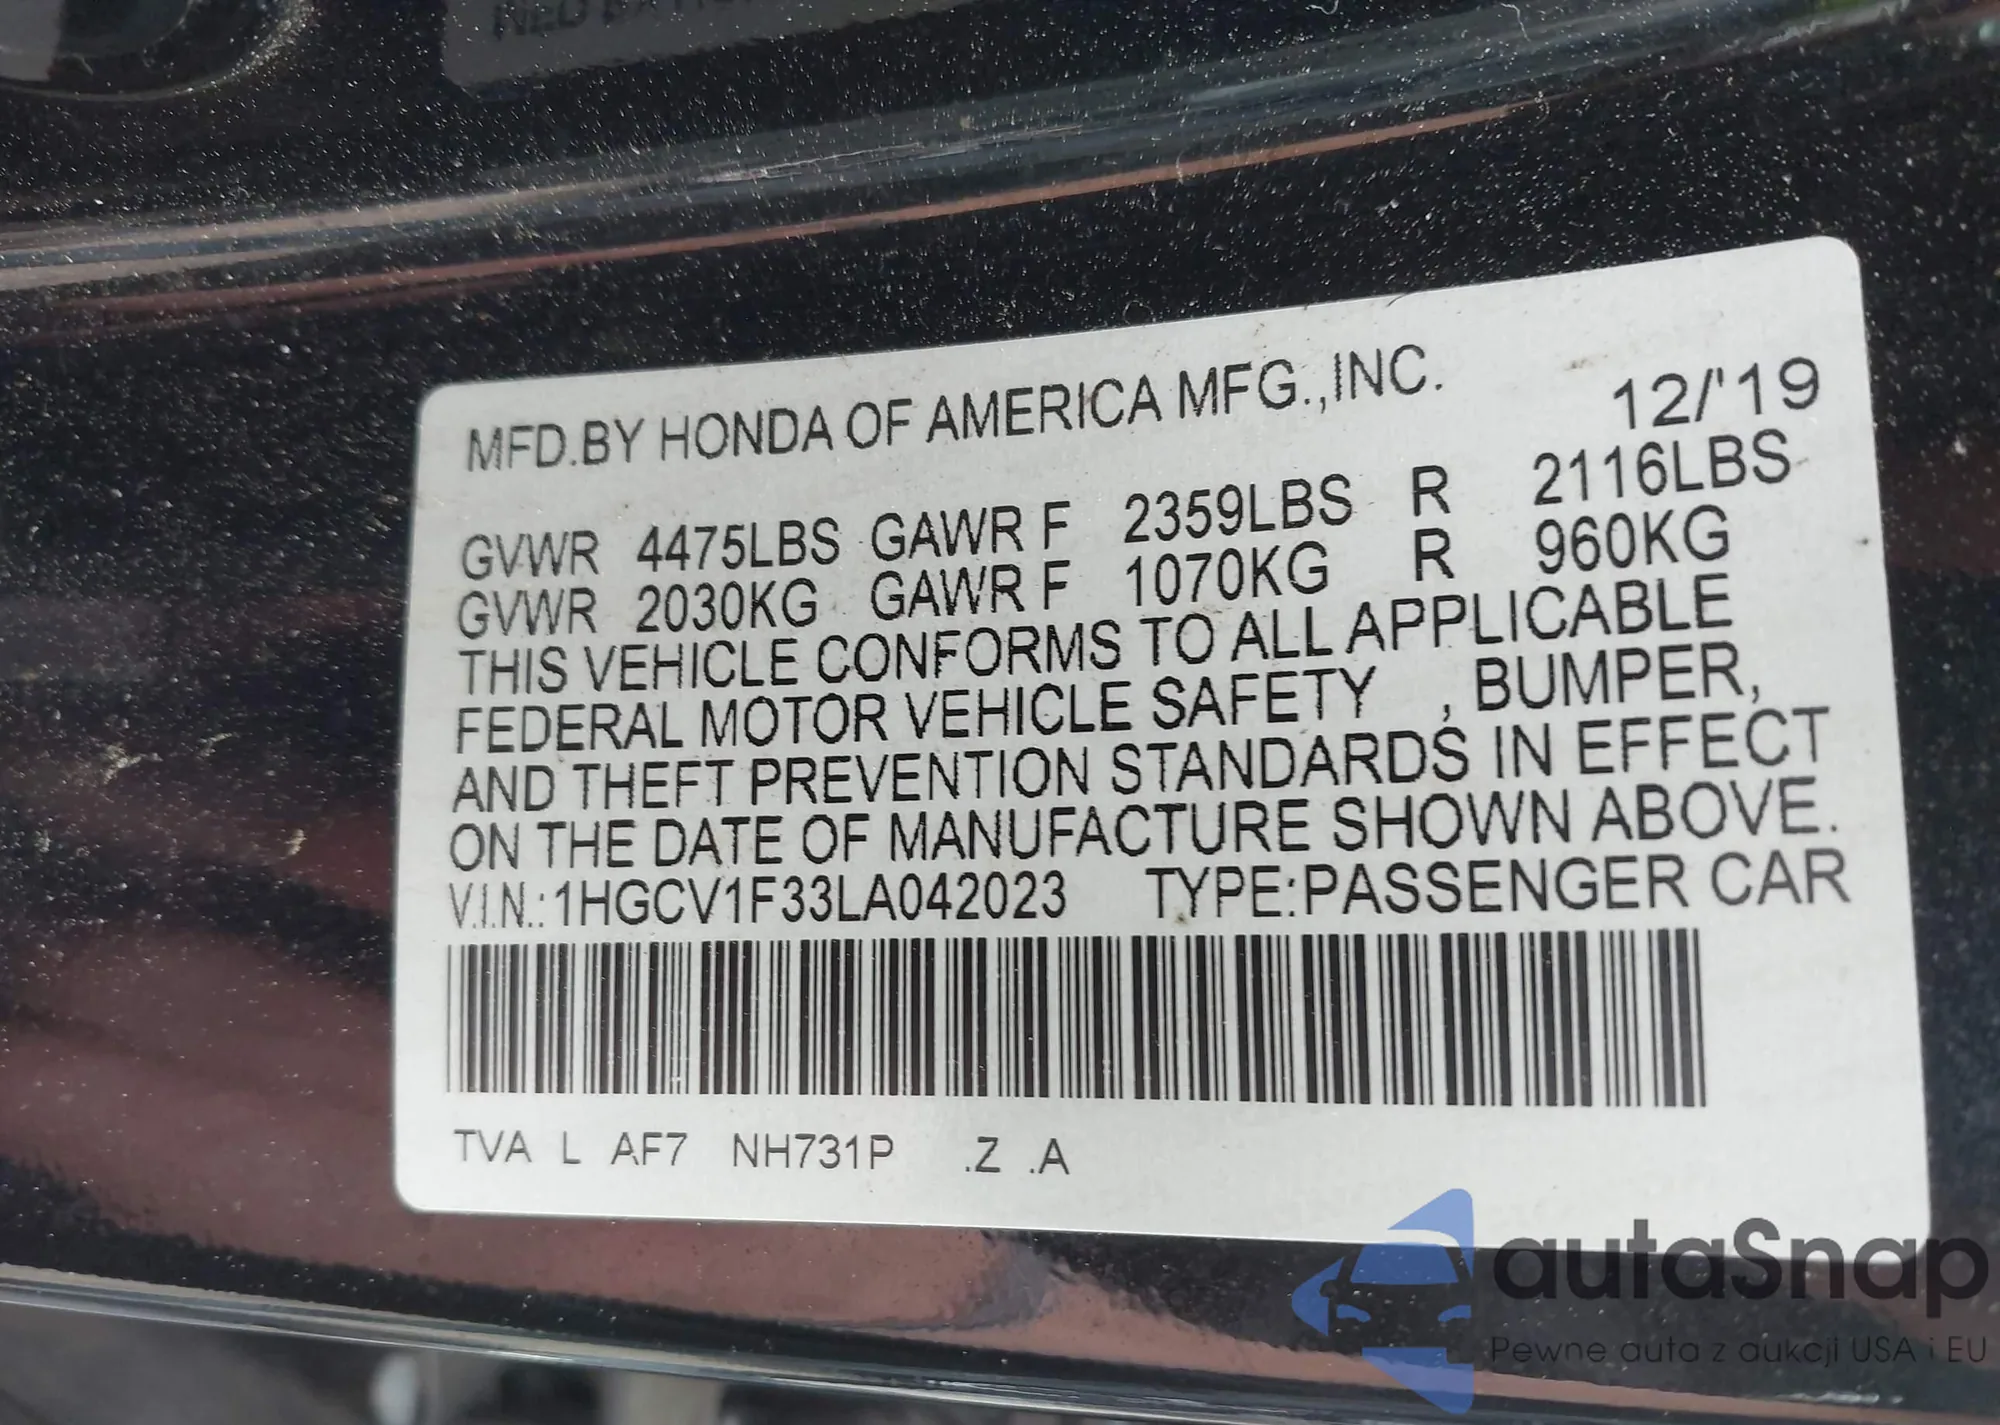 MFD.BY HONDA OF AMERICA MFG.,INC. 12/'19
GVWR 4475LBS GAWR F 2359LBS R 2116LBS
GVWR 2030KG GAWR F 1070KG R 960KG
THIS VEHICLE CONFORMS TO ALL APPLICABLE
FEDERAL MOTOR VEHICLE SAFETY , BUMPER,
AND THEFT PREVENTION STANDARDS IN EFFECT
ON THE DATE OF MANUFACTURE SHOWN ABOVE.
V.I.N.:1HGCV1F33LA042023 TYPE:PASSENGER CAR
TVA L AF7 NH731P .Z .A
autaSnap
Pewne auta z aukcji USA i EU